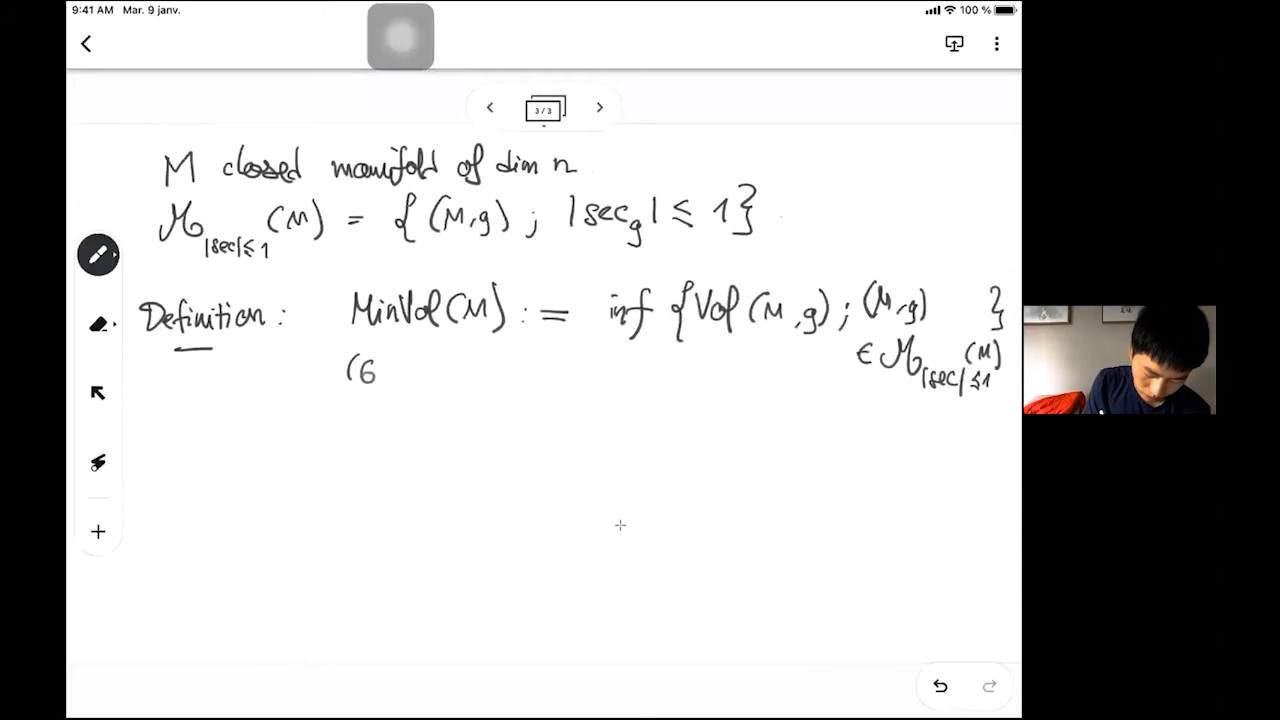 9:41 AM Mar. 9 janv. 100 %
3 / 3
M closed manifold of dim n
ℳ_{|sec|≤1}(M) = {(M,g) ; |sec_g| ≤ 1}
Definition : MinVol(M) := inf {Vol(M,g) ; (M,g) ∈ ℳ_{|sec|≤1}(M)}
(G